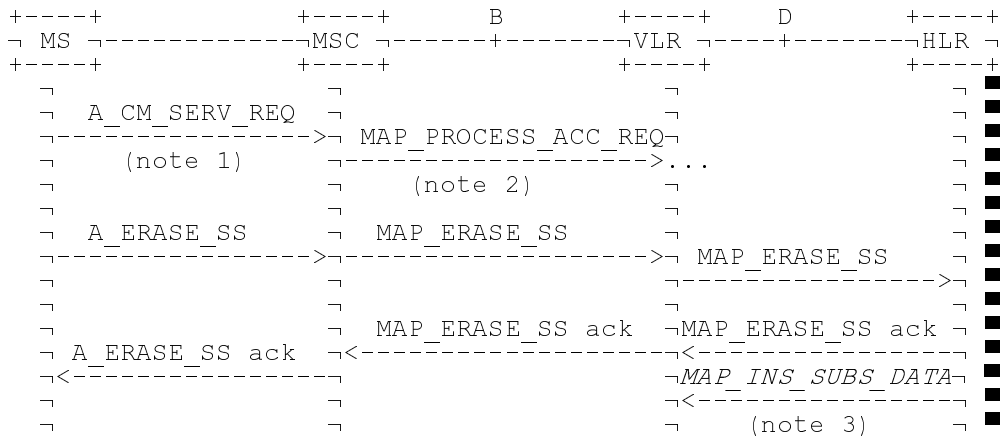 B D
MS MSC VLR HLR
A_CM_SERV_REQ
MAP_PROCESS_ACC_REQ
(note 1) ...
(note 2)
A_ERASE_SS MAP_ERASE_SS
MAP_ERASE_SS
MAP_ERASE_SS ack MAP_ERASE_SS ack
A_ERASE_SS ack
MAP_INS_SUBS_DATA
(note 3)